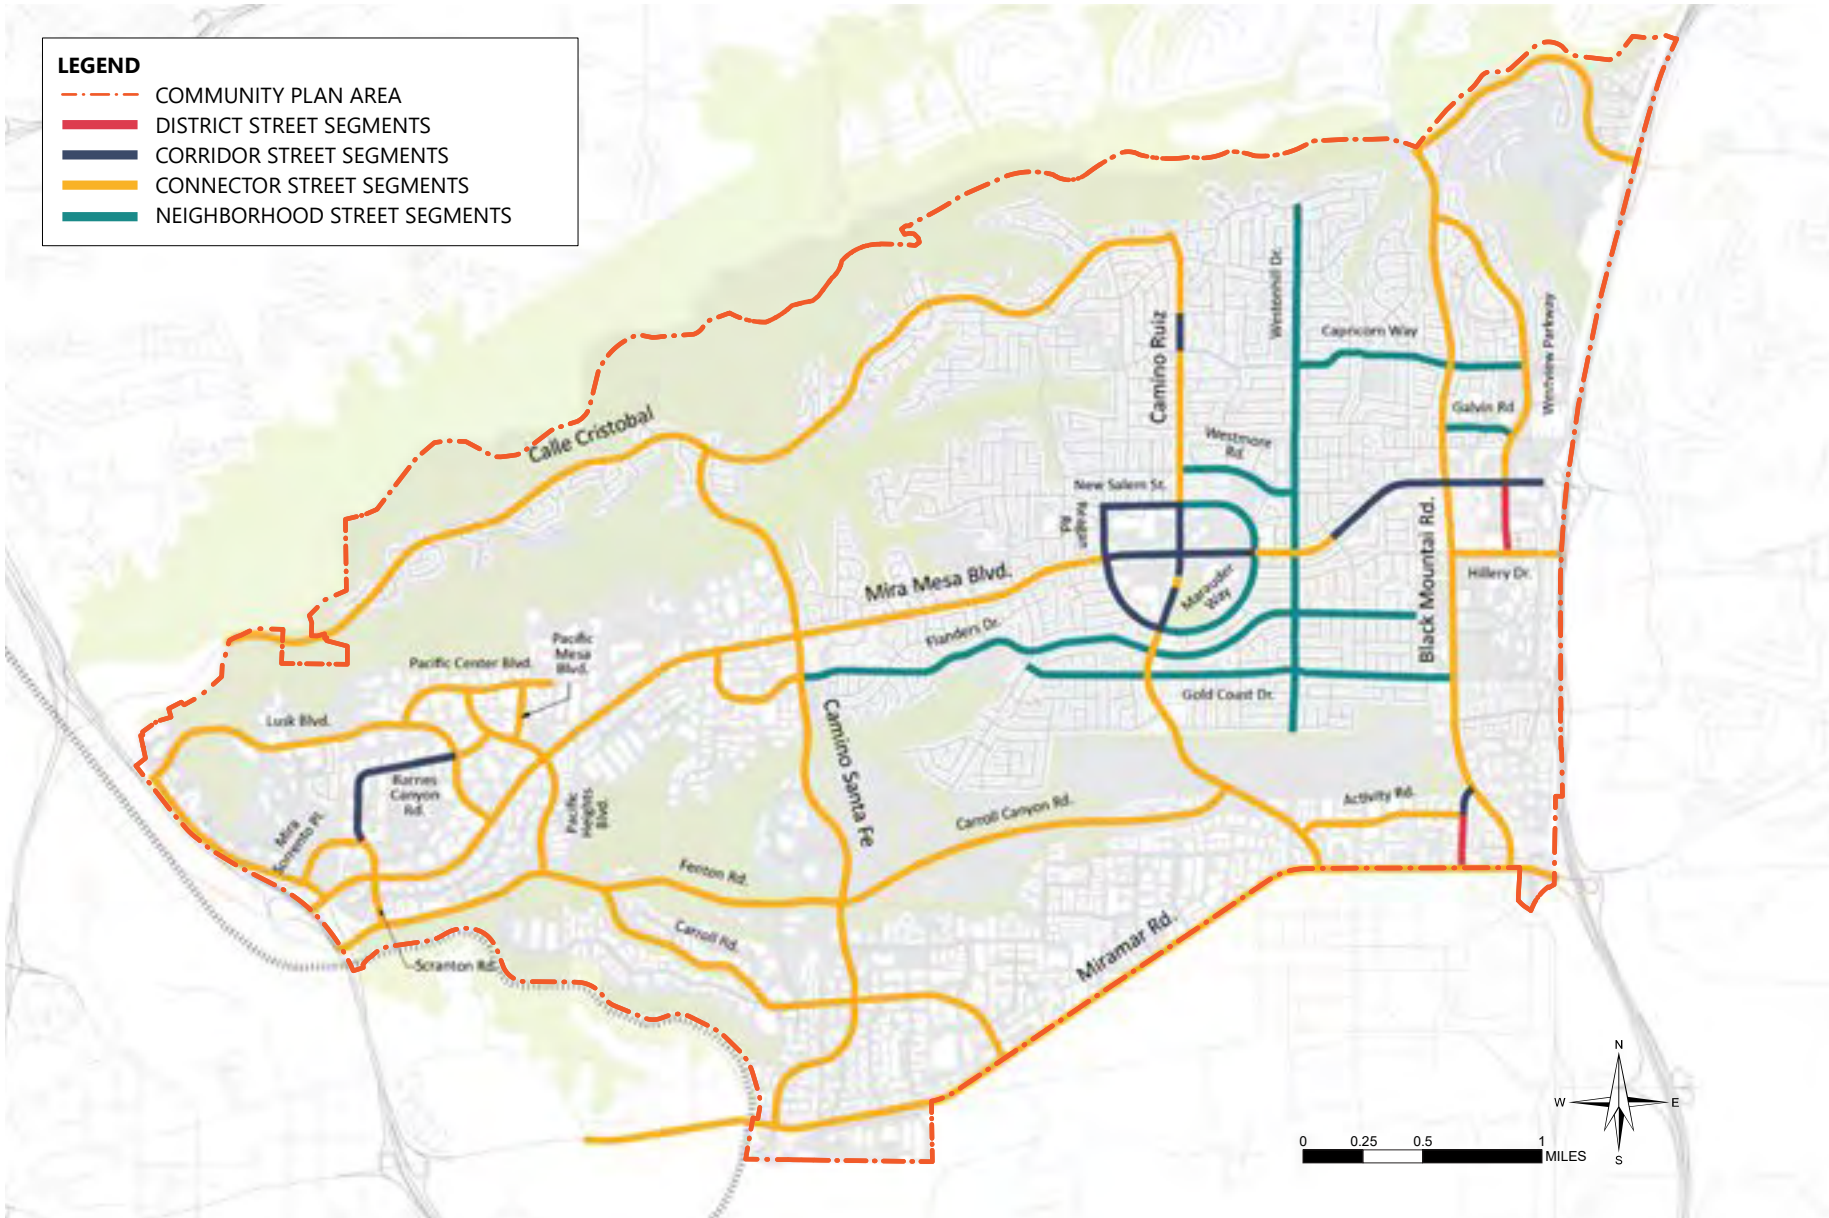 LEGEND
COMMUNITY PLAN AREA
DISTRICT STREET SEGMENTS
CORRIDOR STREET SEGMENTS
CONNECTOR STREET SEGMENTS
NEIGHBORHOOD STREET SEGMENTS
Calle Cristobal
Camino Ruiz
Westonhill Dr.
Capricorn Way
Westview Parkway
Galvin Rd
Westmore
Rd.
New Salem St.
Reagan
Rd
Black Mountai Rd.
Mira Mesa Blvd.
Marauder
Way
Hillery Dr.
Flanders Dr.
Gold Coast Dr.
Pacific
Mesa
Blvd.
Pacific Center Blvd.
Lusk Blvd.
Barnes
Canyon
Rd.
Mira
Sorrento Pl.
Pacific
Heights
Blvd.
Camino Santa Fe
Carroll Canyon Rd.
Activity Rd.
Fenton Rd.
Carroll Rd.
Scranton Rd.
Miramar Rd.
N
W
E
S
0
0.25
0.5
1
MILES